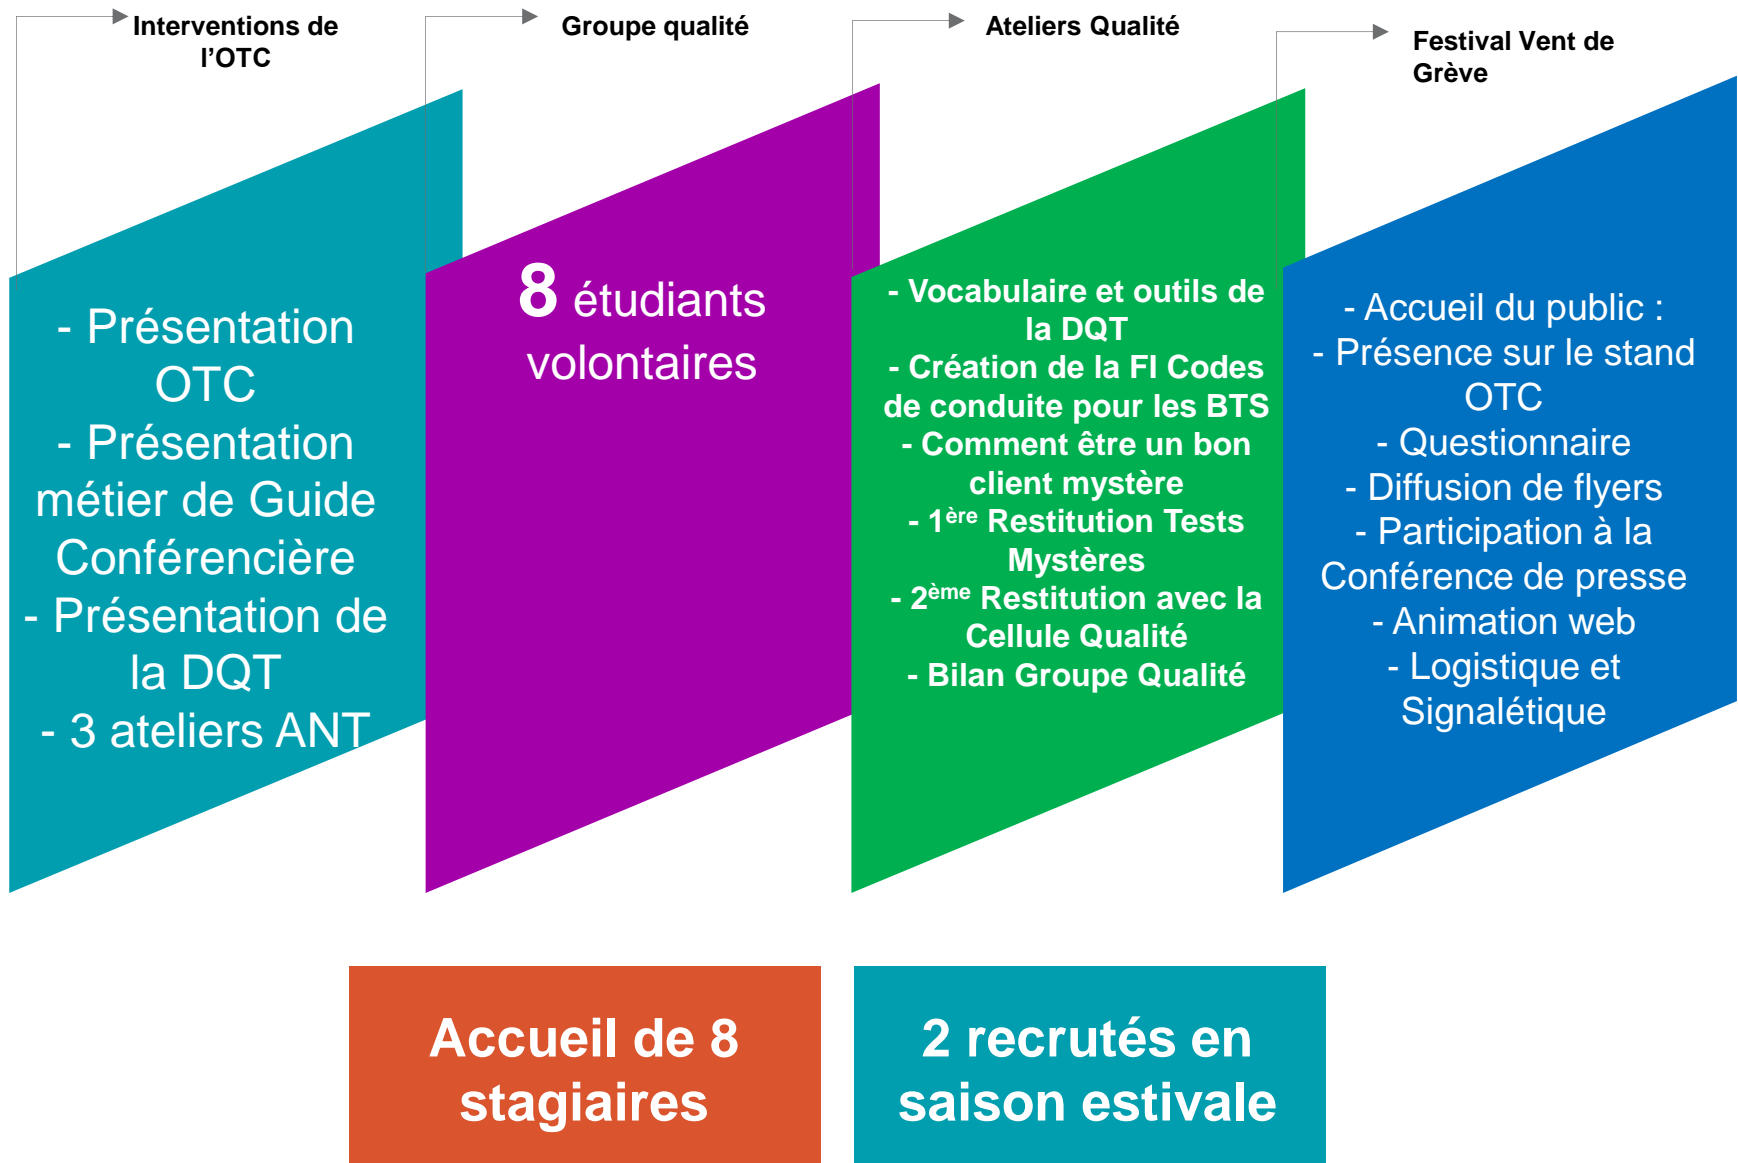 Interventions de
l’OTC
Groupe qualité
Ateliers Qualité
Festival Vent de
Grève
- Présentation
OTC
- Présentation
métier de Guide
Conférencière
- Présentation de
la DQT
- 3 ateliers ANT
8 étudiants
volontaires
- Vocabulaire et outils de
la DQT
- Création de la FI Codes
de conduite pour les BTS
- Comment être un bon
client mystère
- 1ère Restitution Tests
Mystères
- 2ème Restitution avec la
Cellule Qualité
- Bilan Groupe Qualité
- Accueil du public :
- Présence sur le stand
OTC
- Questionnaire
- Diffusion de flyers
- Participation à la
Conférence de presse
- Animation web
- Logistique et
Signalétique
Accueil de 8
stagiaires
2 recrutés en
saison estivale